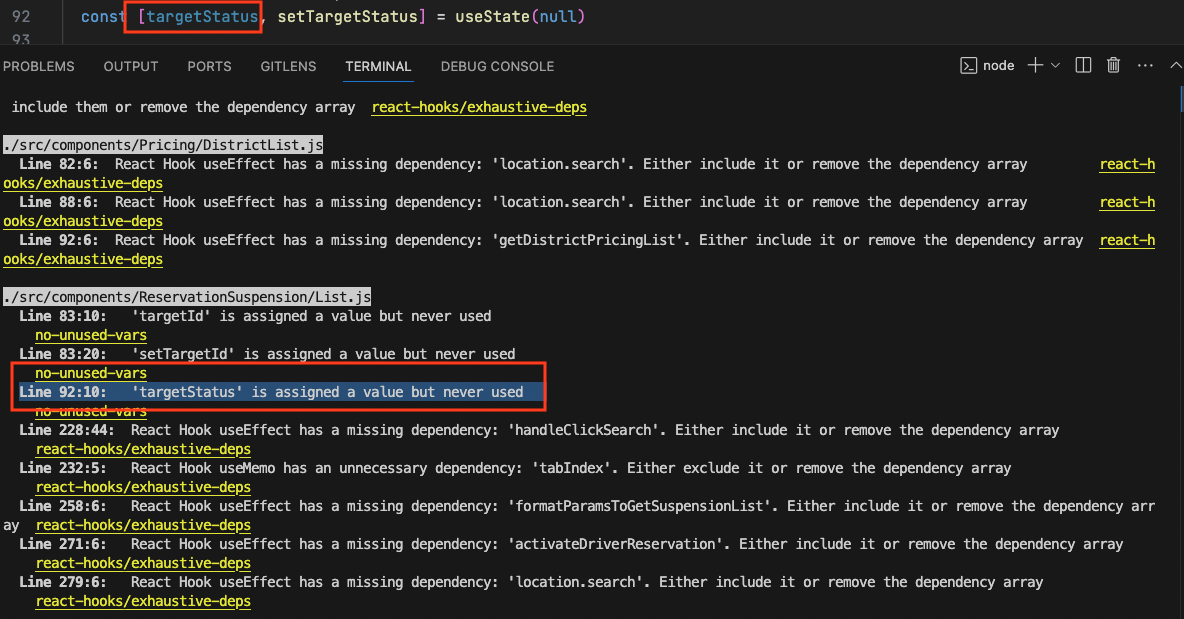 92 const [targetStatus, setTargetStatus] = useState(null)
93
PROBLEMS OUTPUT PORTS GITLENS TERMINAL DEBUG CONSOLE node
include them or remove the dependency array react-hooks/exhaustive-deps
./src/components/Pricing/DistrictList.js
Line 82:6: React Hook useEffect has a missing dependency: 'location.search'. Either include it or remove the dependency array react-h
ooks/exhaustive-deps
Line 88:6: React Hook useEffect has a missing dependency: 'location.search'. Either include it or remove the dependency array react-h
ooks/exhaustive-deps
Line 92:6: React Hook useEffect has a missing dependency: 'getDistrictPricingList'. Either include it or remove the dependency array react-h
ooks/exhaustive-deps
./src/components/ReservationSuspension/List.js
Line 83:10: 'targetId' is assigned a value but never used
no-unused-vars
Line 83:20: 'setTargetId' is assigned a value but never used
no-unused-vars
Line 92:10: 'targetStatus' is assigned a value but never used
no-unused-vars
Line 228:44: React Hook useEffect has a missing dependency: 'handleClickSearch'. Either include it or remove the dependency array
react-hooks/exhaustive-deps
Line 232:5: React Hook useMemo has an unnecessary dependency: 'tabIndex'. Either exclude it or remove the dependency array
react-hooks/exhaustive-deps
Line 258:6: React Hook useEffect has a missing dependency: 'formatParamsToGetSuspensionList'. Either include it or remove the dependency arr
ay react-hooks/exhaustive-deps
Line 271:6: React Hook useEffect has a missing dependency: 'activateDriverReservation'. Either include it or remove the dependency array
react-hooks/exhaustive-deps
Line 279:6: React Hook useEffect has a missing dependency: 'location.search'. Either include it or remove the dependency array
react-hooks/exhaustive-deps